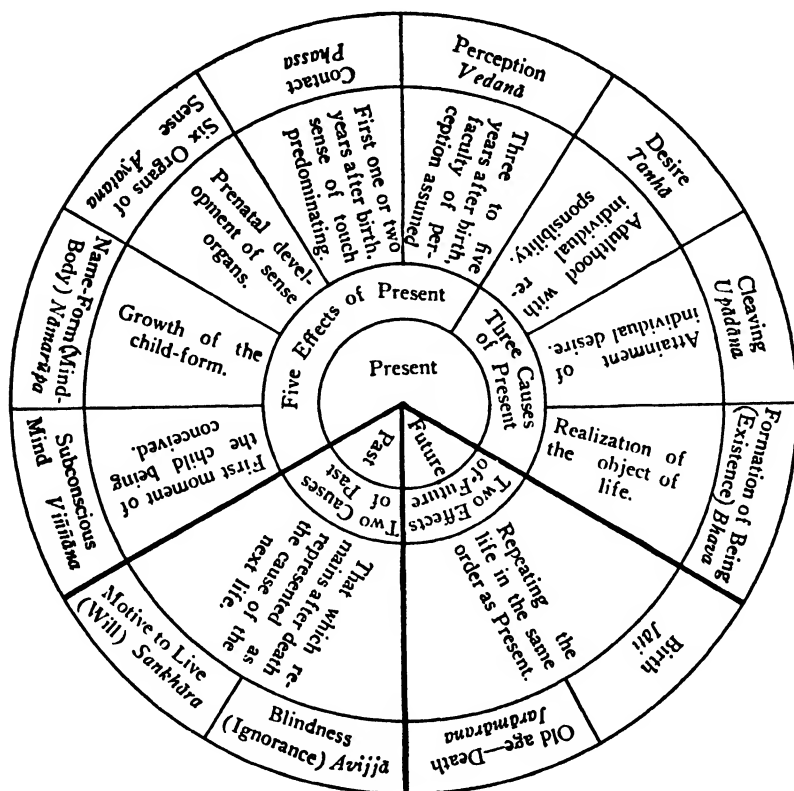 Perception
Vedanā
Desire
Taṇhā
Cleaving
Upādāna
Formation of Being
(Existence) Bhava
Birth
Jāti
Old age—Death
Jarāmāraṇa
Blindness
(Ignorance) Avijjā
Motive to Live
(Will) Sankhāra
Subconscious
Mind Viññāna
Name-Form (Mind-
Body) Nāmarūpa
Six Organs of
Sense
Āyatana
Contact
Phassa
Three to five
years after birth,
faculty of per-
ception assumed
Adulthood with
individual re-
sponsibility.
Attainment of
individual desire.
Realization of
the object of
life.
Repeating the
life in the same
order as Present.
That which re-
mains after death
represented as
the cause of the
next life.
First moment of
the child being
conceived.
Growth of the
child-form.
Prenatal devel-
opment of sense
organs.
First one or two
years after birth.
sense of touch
predominating.
Five Effects of Present
Three Causes
of Present
Two Effects
of Future
Two Causes
of Past
Present
Future
Past